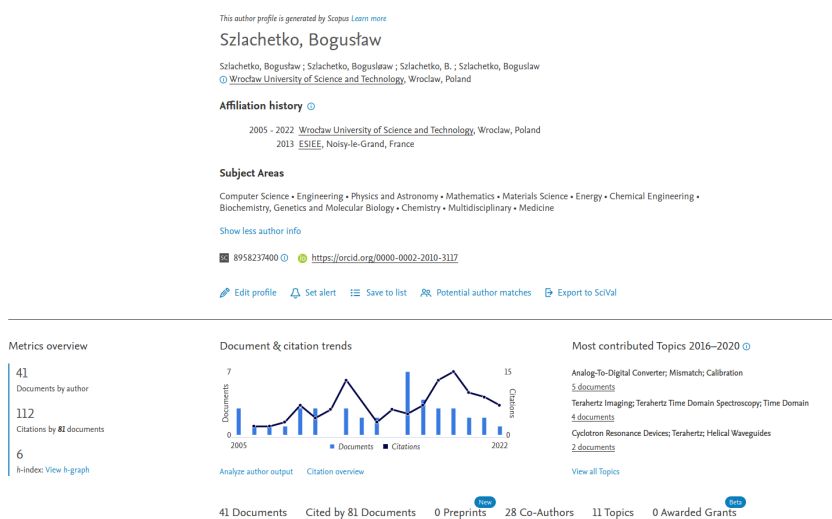 This author profile is generated by Scopus Learn more
Szlachetko, Bogusław
Szlachetko, Bogusław ; Szlachetko, Bogusløaw ; Szlachetko, B. ; Szlachetko, Boguslaw
Wrocław University of Science and Technology, Wroclaw, Poland
Affiliation history
2005 - 2022 Wrocław University of Science and Technology, Wroclaw, Poland
2013 ESIEE, Noisy-le-Grand, France
Subject Areas
Computer Science • Engineering • Physics and Astronomy • Mathematics • Materials Science • Energy • Chemical Engineering •
Biochemistry, Genetics and Molecular Biology • Chemistry • Multidisciplinary • Medicine
Show less author info
SC 8958237400 iD https://orcid.org/0000-0002-2010-3117
Edit profile Set alert Save to list Potential author matches Export to SciVal
Metrics overview
41
Documents by author
112
Citations by 81 documents
6
h-index: View h-graph
Document & citation trends
7
15
Documents
Citations
0
0
2005
2022
Documents Citations
Analyze author output Citation overview
Most contributed Topics 2016–2020
Analog-To-Digital Converter; Mismatch; Calibration
5 documents
Terahertz Imaging; Terahertz Time Domain Spectroscopy; Time Domain
4 documents
Cyclotron Resonance Devices; Terahertz; Helical Waveguides
2 documents
View all Topics
New
Beta
41 Documents Cited by 81 Documents 0 Preprints 28 Co-Authors 11 Topics 0 Awarded Grants